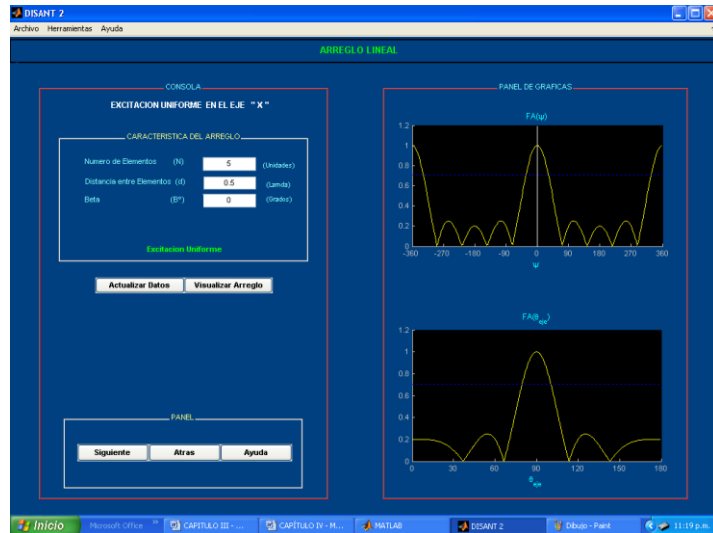 DISANT 2
Archivo Herramientas Ayuda
ARREGLO LINEAL
CONSOLA
EXCITACION UNIFORME EN EL EJE " X "
CARACTERISTICA DEL ARREGLO
Numero de Elementos (N) 5 (Unidades)
Distancia entre Elementos (d) 0.5 (Lamda)
Beta (Bº) 0 (Grados)
Excitacion Uniforme
Actualizar Datos Visualizar Arreglo
PANEL
Siguiente Atras Ayuda
PANEL DE GRAFICAS
FA(ψ)
1.2
1
0.8
0.6
0.4
0.2
0
-360 -270 -180 -90 0 90 180 270 360
Ψ
FA(θeje)
1.2
1
0.8
0.6
0.4
0.2
0
0 30 60 90 120 150 180
θeje
Inicio Microsoft Office CAPITULO III - ... CAPÍTULO IV - M... MATLAB DISANT 2 Dibujo - Paint 11:19 p.m.